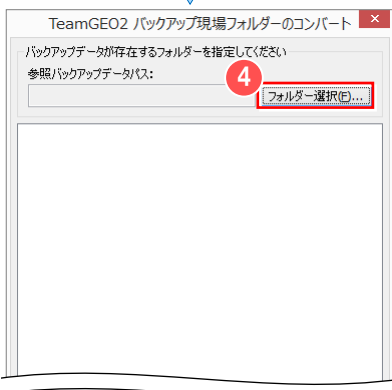 TeamGEO2 バックアップ現場フォルダーのコンバート
バックアップデータが存在するフォルダーを指定してください
参照バックアップデータパス:
4
フォルダー選択(F)...